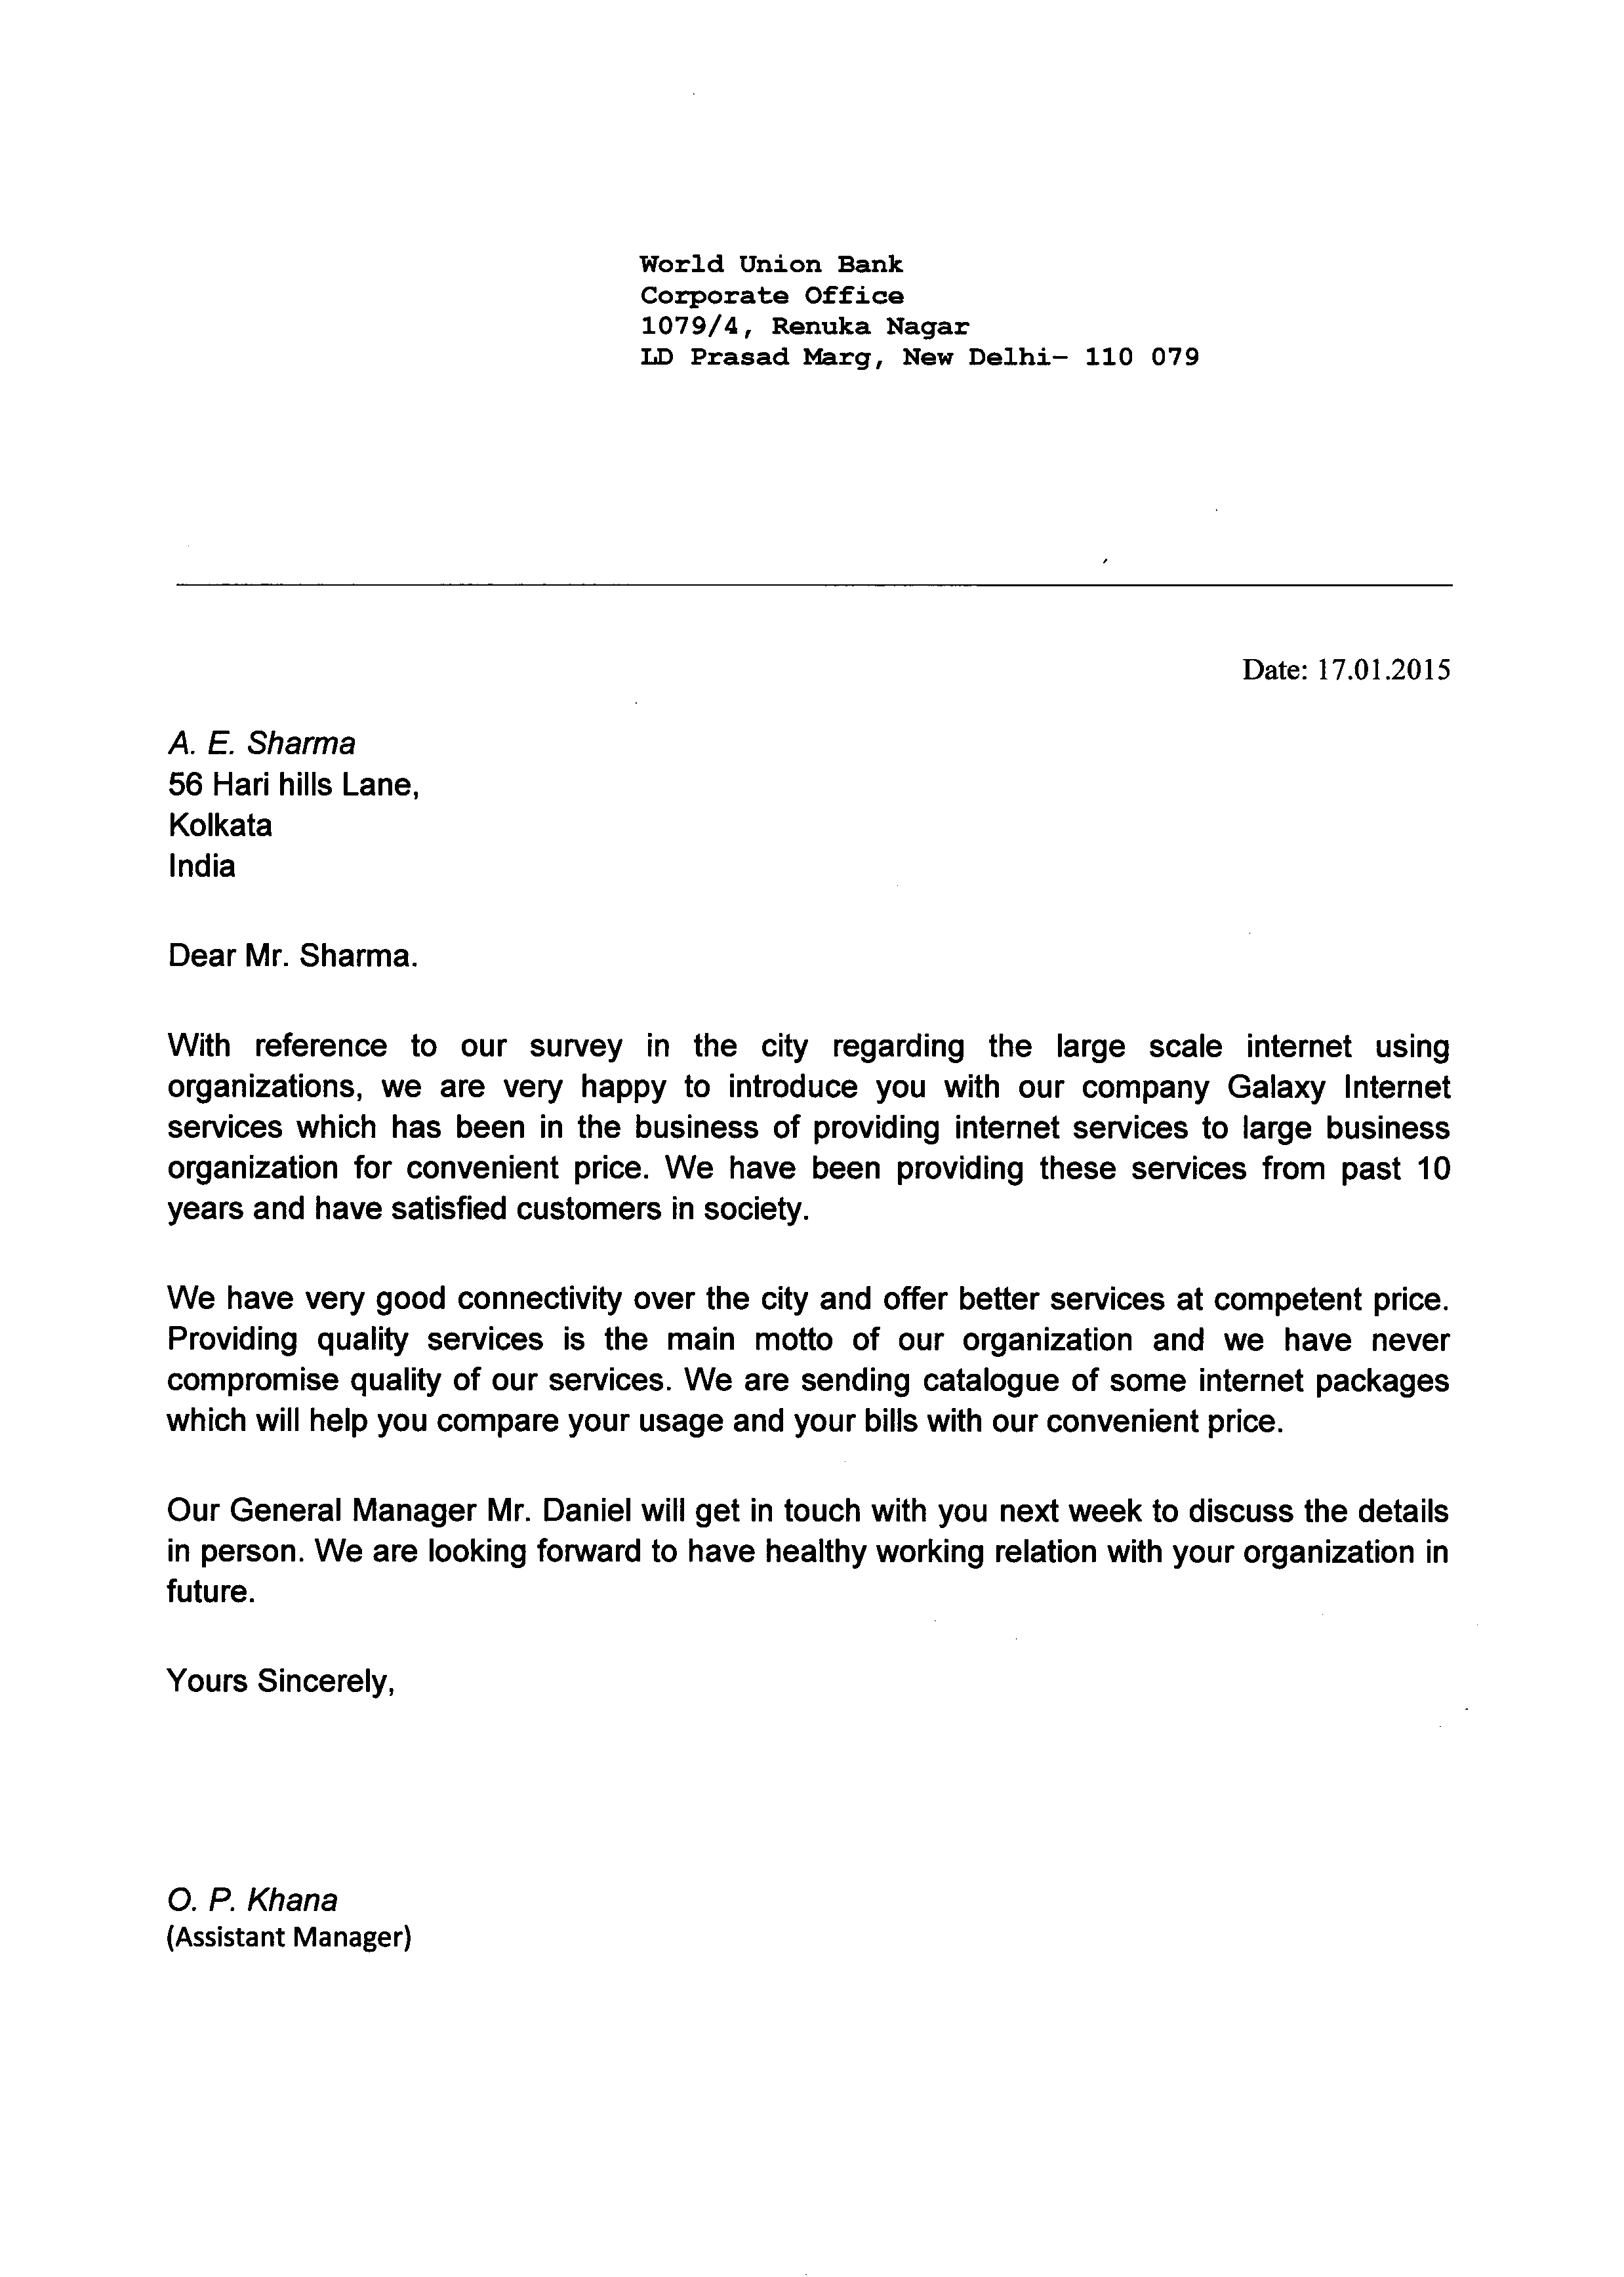 World Union Bank
Corporate Office
1079/4, Renuka Nagar
LD Prasad Marg, New Delhi- 110 079
Date: 17.01.2015
A. E. Sharma
56 Hari hills Lane,
Kolkata
India
Dear Mr. Sharma.
With reference to our survey in the city regarding the large scale internet using
organizations, we are very happy to introduce you with our company Galaxy Internet
services which has been in the business of providing internet services to large business
organization for convenient price. We have been providing these services from past 10
years and have satisfied customers in society.
We have very good connectivity over the city and offer better services at competent price.
Providing quality services is the main motto of our organization and we have never
compromise quality of our services. We are sending catalogue of some internet packages
which will help you compare your usage and your bills with our convenient price.
Our General Manager Mr. Daniel will get in touch with you next week to discuss the details
in person. We are looking forward to have healthy working relation with your organization in
future.
Yours Sincerely,
O. P. Khana
(Assistant Manager)